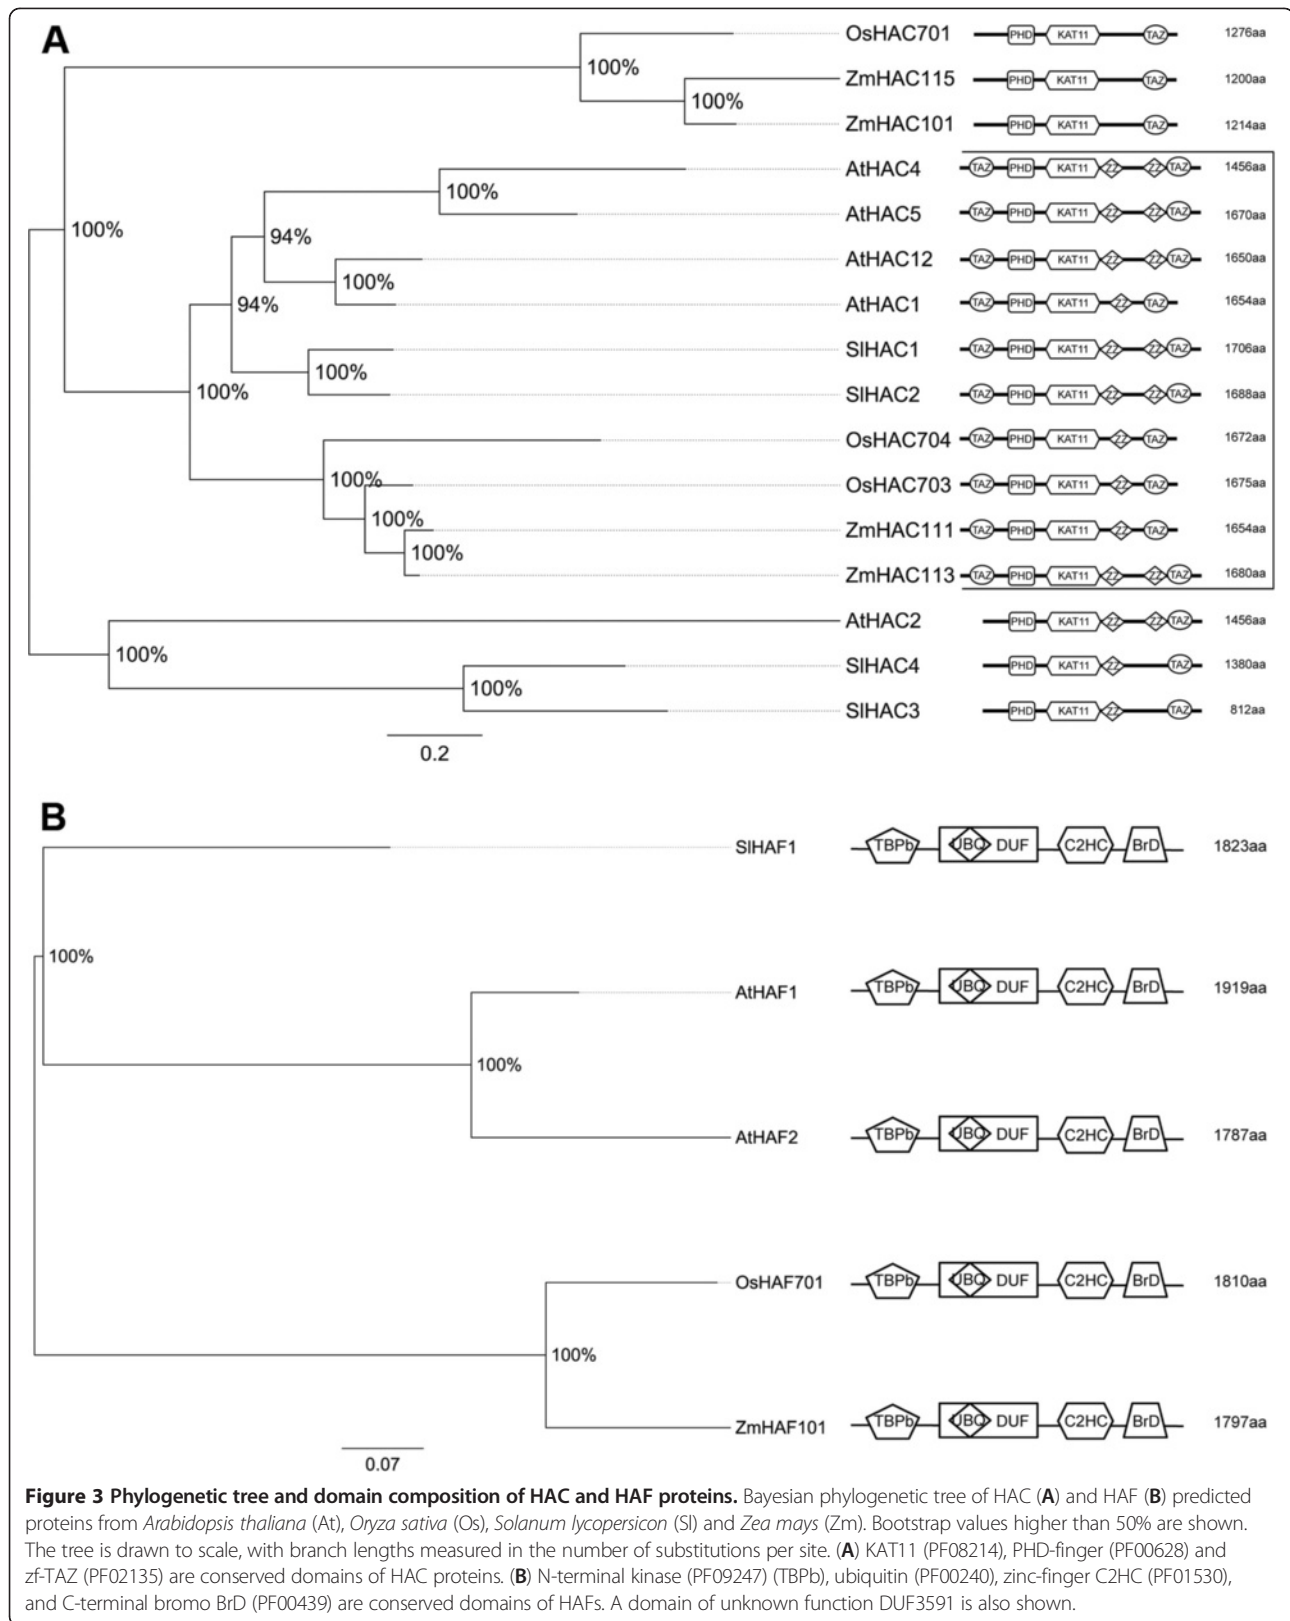 A
OsHAC701 PHD KAT11 TAZ 1276aa
100%
ZmHAC115 PHD KAT11 TAZ 1200aa
100%
ZmHAC101 PHD KAT11 TAZ 1214aa
AtHAC4 TAZ PHD KAT11 ZZ ZZ TAZ 1456aa
100%
AtHAC5 TAZ PHD KAT11 ZZ ZZ TAZ 1670aa
100%
94%
AtHAC12 TAZ PHD KAT11 ZZ ZZ TAZ 1650aa
100%
94%
AtHAC1 TAZ PHD KAT11 ZZ TAZ 1654aa
SlHAC1 TAZ PHD KAT11 ZZ ZZ TAZ 1706aa
100%
100%
SlHAC2 TAZ PHD KAT11 ZZ ZZ TAZ 1688aa
OsHAC704 TAZ PHD KAT11 ZZ TAZ 1672aa
100%
OsHAC703 TAZ PHD KAT11 ZZ TAZ 1675aa
100%
ZmHAC111 TAZ PHD KAT11 ZZ TAZ 1654aa
100%
ZmHAC113 TAZ PHD KAT11 ZZ ZZ TAZ 1680aa
AtHAC2 PHD KAT11 ZZ ZZ TAZ 1456aa
100%
SlHAC4 PHD KAT11 ZZ TAZ 1380aa
100%
SlHAC3 PHD KAT11 ZZ TAZ 812aa
0.2
B
SlHAF1 TBPb UBQ DUF C2HC BrD 1823aa
100%
AtHAF1 TBPb UBQ DUF C2HC BrD 1919aa
100%
AtHAF2 TBPb UBQ DUF C2HC BrD 1787aa
OsHAF701 TBPb UBQ DUF C2HC BrD 1810aa
100%
ZmHAF101 TBPb UBQ DUF C2HC BrD 1797aa
0.07
Figure 3 Phylogenetic tree and domain composition of HAC and HAF proteins. Bayesian phylogenetic tree of HAC (A) and HAF (B) predicted
proteins from Arabidopsis thaliana (At), Oryza sativa (Os), Solanum lycopersicon (Sl) and Zea mays (Zm). Bootstrap values higher than 50% are shown.
The tree is drawn to scale, with branch lengths measured in the number of substitutions per site. (A) KAT11 (PF08214), PHD-finger (PF00628) and
zf-TAZ (PF02135) are conserved domains of HAC proteins. (B) N-terminal kinase (PF09247) (TBPb), ubiquitin (PF00240), zinc-finger C2HC (PF01530),
and C-terminal bromo BrD (PF00439) are conserved domains of HAFs. A domain of unknown function DUF3591 is also shown.